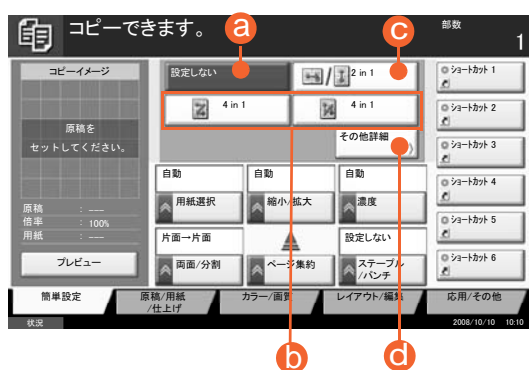 コピーできます。
部数
1
a
c
コピーイメージ
原稿を
セットしてください。
原稿 : ---
倍率 : 100%
用紙 : ---
プレビュー
設定しない
2 in 1
4 in 1
4 in 1
その他詳細
自動
用紙選択
自動
縮小/拡大
自動
濃度
片面→片面
両面/分割
ページ集約
設定しない
ステープル
/パンチ
ショートカット 1
ショートカット 2
ショートカット 3
ショートカット 4
ショートカット 5
ショートカット 6
簡単設定
原稿/用紙
/仕上げ
カラー/画質
レイアウト/編集
応用/その他
状況
2008/10/10 10:10
b
d